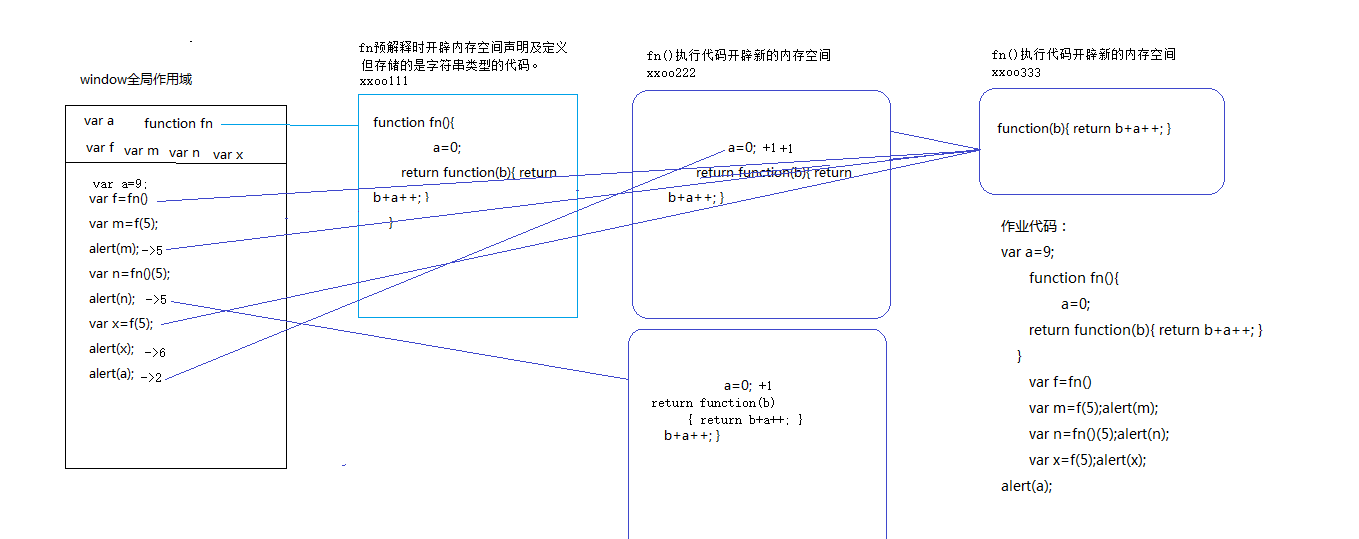 window全局作用域
var a function fn
var f var m var n var x
var a=9;
var f=fn()
var m=f(5);
alert(m); ->5
var n=fn()(5);
alert(n); ->5
var x=f(5);
alert(x); ->6
alert(a); ->2
fn预解释时开辟内存空间声明及定义
但存储的是字符串类型的代码。
xxoo111
function fn(){
a=0;
return function(b){ return
b+a++; }
}
fn()执行代码开辟新的内存空间
xxoo222
a=0; +1 +1
return function(b){ return
b+a++; }
a=0; +1
return function(b)
{ return b+a++; }
b+a++; }
fn()执行代码开辟新的内存空间
xxoo333
function(b){ return b+a++; }
作业代码：
var a=9;
function fn(){
a=0;
return function(b){ return b+a++; }
}
var f=fn()
var m=f(5);alert(m);
var n=fn()(5);alert(n);
var x=f(5);alert(x);
alert(a);